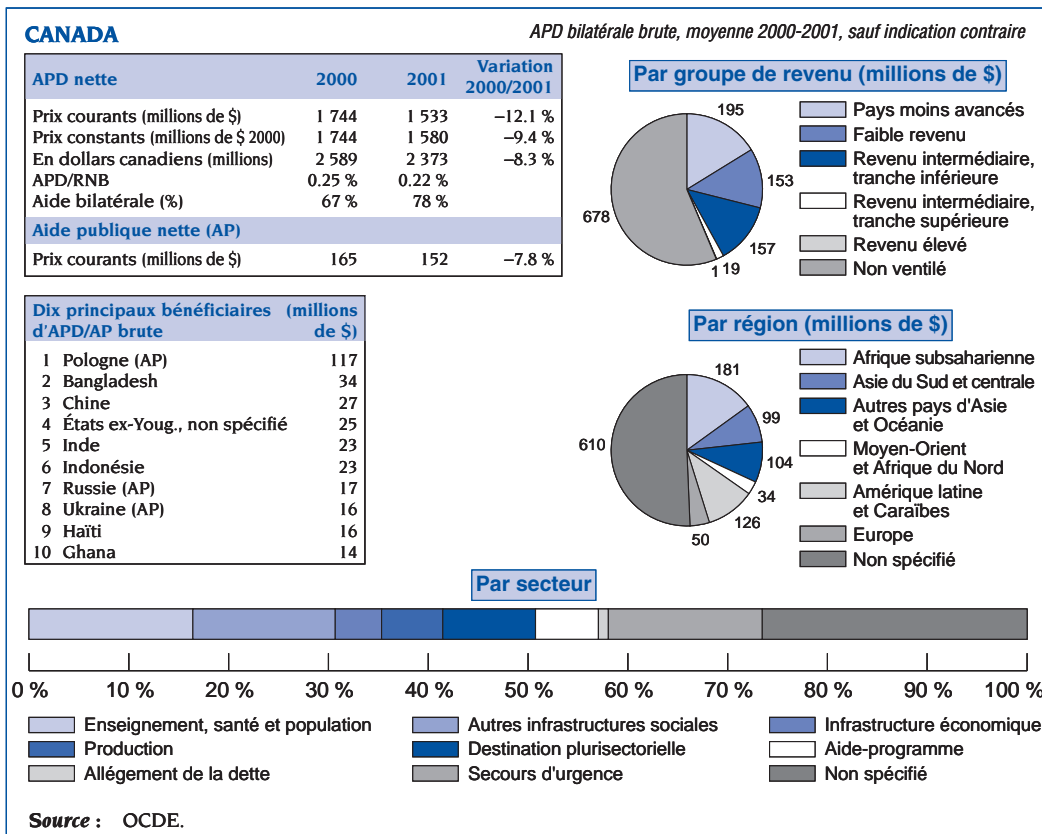 CANADA
APD bilatérale brute, moyenne 2000-2001, sauf indication contraire
APD nette 2000 2001 Variation 2000/2001
Prix courants (millions de $) 1 744 1 533 –12.1 %
Prix constants (millions de $ 2000) 1 744 1 580 –9.4 %
En dollars canadiens (millions) 2 589 2 373 –8.3 %
APD/RNB 0.25 % 0.22 %
Aide bilatérale (%) 67 % 78 %
Aide publique nette (AP)
Prix courants (millions de $) 165 152 –7.8 %
Par groupe de revenu (millions de $)
195
153
157
19
1
678
Pays moins avancés
Faible revenu
Revenu intermédiaire,
tranche inférieure
Revenu intermédiaire,
tranche supérieure
Revenu élevé
Non ventilé
Dix principaux bénéficiaires (millions
d'APD/AP brute de $)
1 Pologne (AP) 117
2 Bangladesh 34
3 Chine 27
4 États ex-Youg., non spécifié 25
5 Inde 23
6 Indonésie 23
7 Russie (AP) 17
8 Ukraine (AP) 16
9 Haïti 16
10 Ghana 14
Par région (millions de $)
181
99
104
34
126
50
610
Afrique subsaharienne
Asie du Sud et centrale
Autres pays d'Asie
et Océanie
Moyen-Orient
et Afrique du Nord
Amérique latine
et Caraïbes
Europe
Non spécifié
Par secteur
0 % 10 % 20 % 30 % 40 % 50 % 60 % 70 % 80 % 90 % 100 %
Enseignement, santé et population Autres infrastructures sociales Infrastructure économique
Production Destination plurisectorielle Aide-programme
Allégement de la dette Secours d'urgence Non spécifié
Source : OCDE.